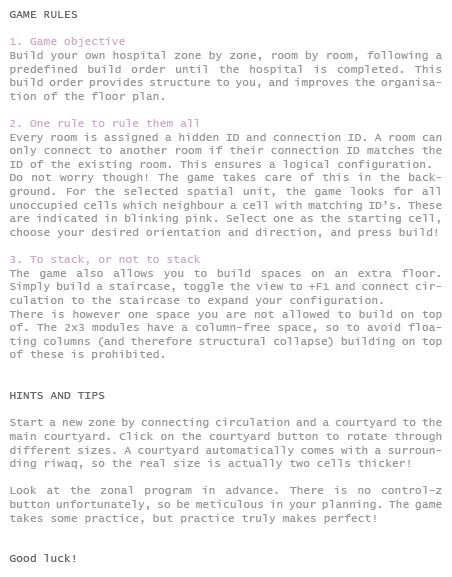 GAME RULES
1. Game objective
Build your own hospital zone by zone, room by room, following a
predefined build order until the hospital is completed. This
build order provides structure to you, and improves the organisa-
tion of the floor plan.
2. One rule to rule them all
Every room is assigned a hidden ID and connection ID. A room can
only connect to another room if their connection ID matches the
ID of the existing room. This ensures a logical configuration.
Do not worry though! The game takes care of this in the back-
ground. For the selected spatial unit, the game looks for all
unoccupied cells which neighbour a cell with matching ID's. These
are indicated in blinking pink. Select one as the starting cell,
choose your desired orientation and direction, and press build!
3. To stack, or not to stack
The game also allows you to build spaces on an extra floor.
Simply build a staircase, toggle the view to +F1 and connect cir-
culation to the staircase to expand your configuration.
There is however one space you are not allowed to build on top
of. The 2x3 modules have a column-free space, so to avoid floa-
ting columns (and therefore structural collapse) building on top
of these is prohibited.
HINTS AND TIPS
Start a new zone by connecting circulation and a courtyard to the
main courtyard. Click on the courtyard button to rotate through
different sizes. A courtyard automatically comes with a surroun-
ding riwaq, so the real size is actually two cells thicker!
Look at the zonal program in advance. There is no control-z
button unfortunately, so be meticulous in your planning. The game
takes some practice, but practice truly makes perfect!
Good luck!